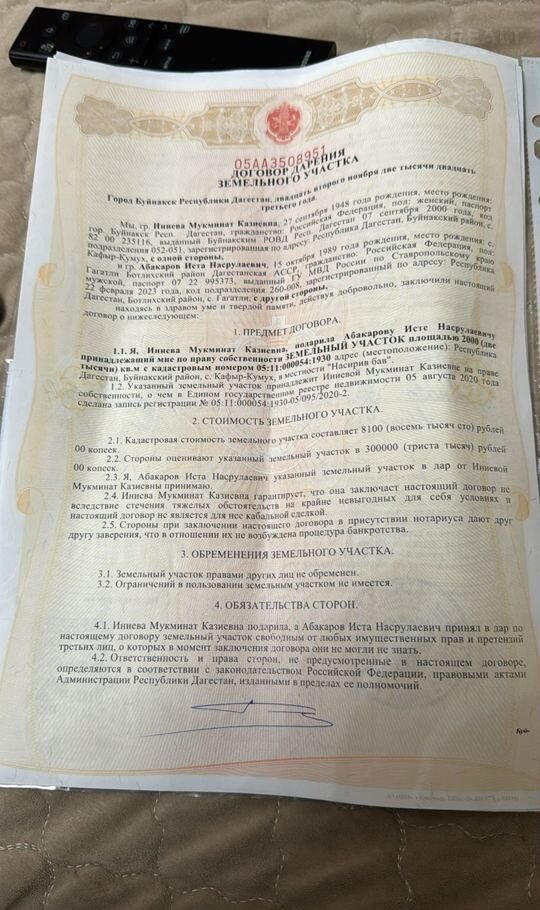 05АА3508951
ДОГОВОР ДАРЕНИЯ
ЗЕМЕЛЬНОГО УЧАСТКА
Город Буйнакск Республики Дагестан, двадцать второго ноября две тысячи двадцать
третьего года.
Мы, гр. Иниева Мукминат Казиевна, 27 сентября 1948 года рождения, место рождения:
гор. Буйнакск Респ. Дагестан, гражданство: Российская Федерация, пол: женский, паспорт
82 00 235116, выданный Буйнакским РОВД Респ. Дагестан 07 сентября 2000 года, код
подразделения 052-051, зарегистрированная по адресу: Республика Дагестан, Буйнакский район, с.
Кафыр-Кумух, с одной стороны,
и гр. Абакаров Иста Насрулаевич, 15 октября 1989 года рождения, место рождения: с.
Гагатли Ботлихский район Дагестанская АССР, гражданство: Российская Федерация, пол:
мужской, паспорт 07 22 995373, выданный ГУ МВД России по Ставропольскому краю
22 февраля 2023 года, код подразделения 260-008, зарегистрированный по адресу: Республика
Дагестан, Ботлихский район, с. Гагатли, с другой стороны,
находясь в здравом уме и твердой памяти, действуя добровольно, заключили настоящий
договор о нижеследующем:
1. ПРЕДМЕТ ДОГОВОРА.
1.1. Я, Иниева Мукминат Казиевна, подарила Абакарову Исте Насрулаевичу
принадлежащий мне по праву собственности ЗЕМЕЛЬНЫЙ УЧАСТОК площадью 2000 (две
тысячи) кв.м с кадастровым номером 05:11:000054:1930 адрес (местоположение): Республика
Дагестан, Буйнакский район, с. Кафыр-Кумух, в местности "Насирин бав".
1.2. Указанный земельный участок принадлежит Иниевой Мукминат Казиевне на праве
собственности, о чем в Едином государственном реестре недвижимости 05 августа 2020 года
сделана запись регистрации № 05:11:000054:1930-05/095/2020-2.
2. СТОИМОСТЬ ЗЕМЕЛЬНОГО УЧАСТКА.
2.1. Кадастровая стоимость земельного участка составляет 8100 (восемь тысяч сто) рублей
00 копеек.
2.2. Стороны оценивают указанный земельный участок в 300000 (триста тысяч) рублей
00 копеек.
2.3. Я, Абакаров Иста Насрулаевич указанный земельный участок в дар от Иниевой
Мукминат Казиевны принимаю.
2.4. Иниева Мукминат Казиевна гарантирует, что она заключает настоящий договор не
вследствие стечения тяжелых обстоятельств на крайне невыгодных для себя условиях и
настоящий договор не является для нее кабальной сделкой.
2.5. Стороны при заключении настоящего договора в присутствии нотариуса дают друг
другу заверения, что в отношении их не возбуждена процедура банкротства.
3. ОБРЕМЕНЕНИЯ ЗЕМЕЛЬНОГО УЧАСТКА.
3.1. Земельный участок правами других лиц не обременен.
3.2. Ограничений в пользовании земельным участком не имеется.
4. ОБЯЗАТЕЛЬСТВА СТОРОН.
4.1. Иниева Мукминат Казиевна подарила, а Абакаров Иста Насрулаевич принял в дар по
настоящему договору земельный участок свободным от любых имущественных прав и претензий
третьих лиц, о которых в момент заключения договора они не могли не знать.
4.2. Ответственность и права сторон, не предусмотренные в настоящем договоре,
определяются в соответствии с законодательством Российской Федерации, правовыми актами
Администрации Республики Дагестан, изданными в пределах ее полномочий.